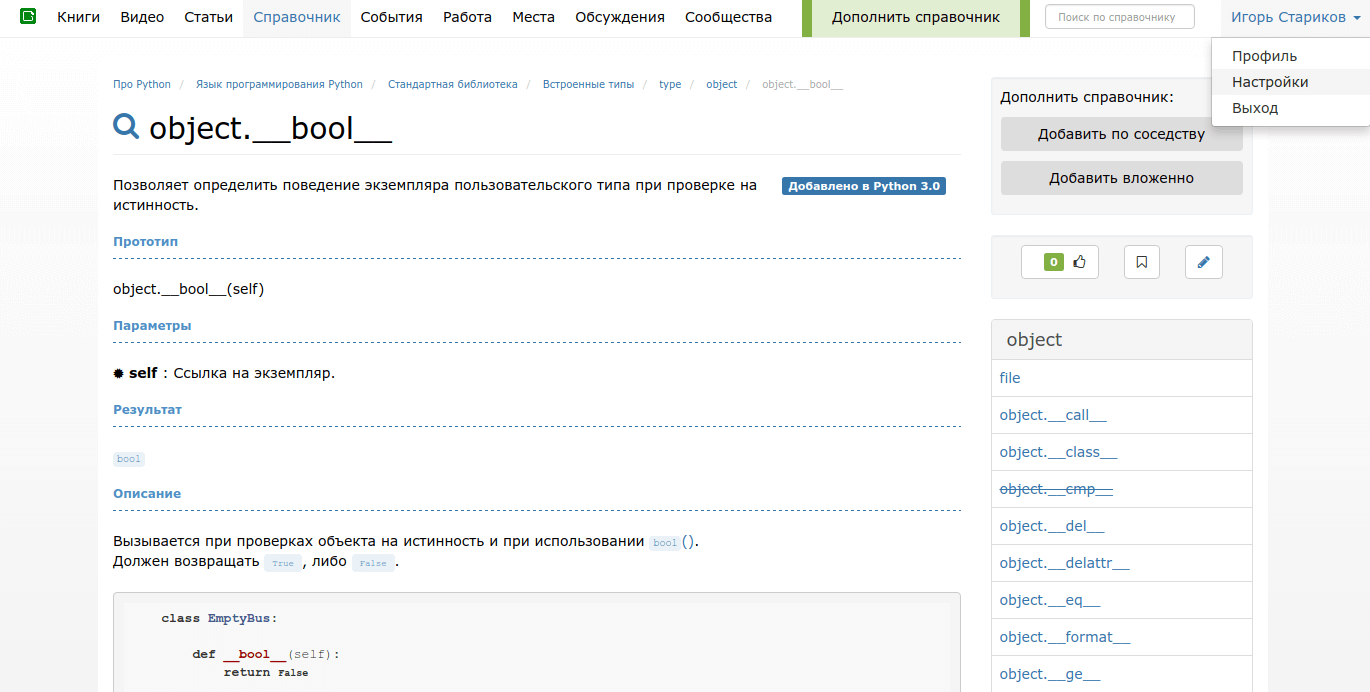 Книги Видео Статьи Справочник События Работа Места Обсуждения Сообщества Дополнить справочник Поиск по справочнику Игорь Стариков
Профиль
Настройки
Выход
Про Python / Язык программирования Python / Стандартная библиотека / Встроенные типы / type / object / object.__bool__
object.__bool__
Позволяет определить поведение экземпляра пользовательского типа при проверке на
истинность.
Добавлено в Python 3.0
Прототип
object.__bool__(self)
Параметры
✹ self : Ссылка на экземпляр.
Результат
bool
Описание
Вызывается при проверках объекта на истинность и при использовании bool().
Должен возвращать True, либо False.
class EmptyBus:
def __bool__(self):
return False
Дополнить справочник:
Добавить по соседству
Добавить вложенно
0
object
file
object.__call__
object.__class__
object.__cmp__
object.__del__
object.__delattr__
object.__eq__
object.__format__
object.__ge__